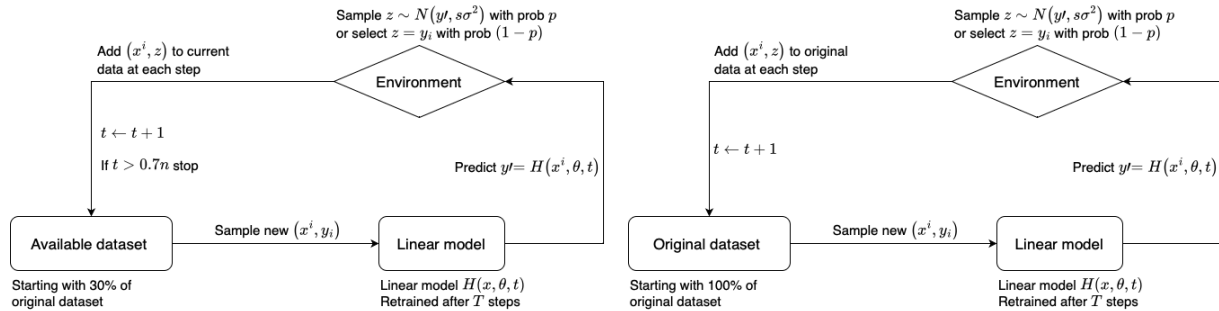 Sample z ∼ N(y′, sσ²) with prob p
or select z = yᵢ with prob (1 − p)
Add (xⁱ, z) to current
data at each step
Environment
t ← t + 1
If t > 0.7n stop
Predict y′= H(xⁱ, θ, t)
Available dataset
Sample new (xⁱ, yᵢ)
Linear model
Starting with 30% of
original dataset
Linear model H(x, θ, t)
Retrained after T steps
Sample z ∼ N(y′, sσ²) with prob p
or select z = yᵢ with prob (1 − p)
Add (xⁱ, z) to original
data at each step
Environment
t ← t + 1
Predict y′= H(xⁱ, θ, t)
Original dataset
Sample new (xⁱ, yᵢ)
Linear model
Starting with 100% of
original dataset
Linear model H(x, θ, t)
Retrained after T steps